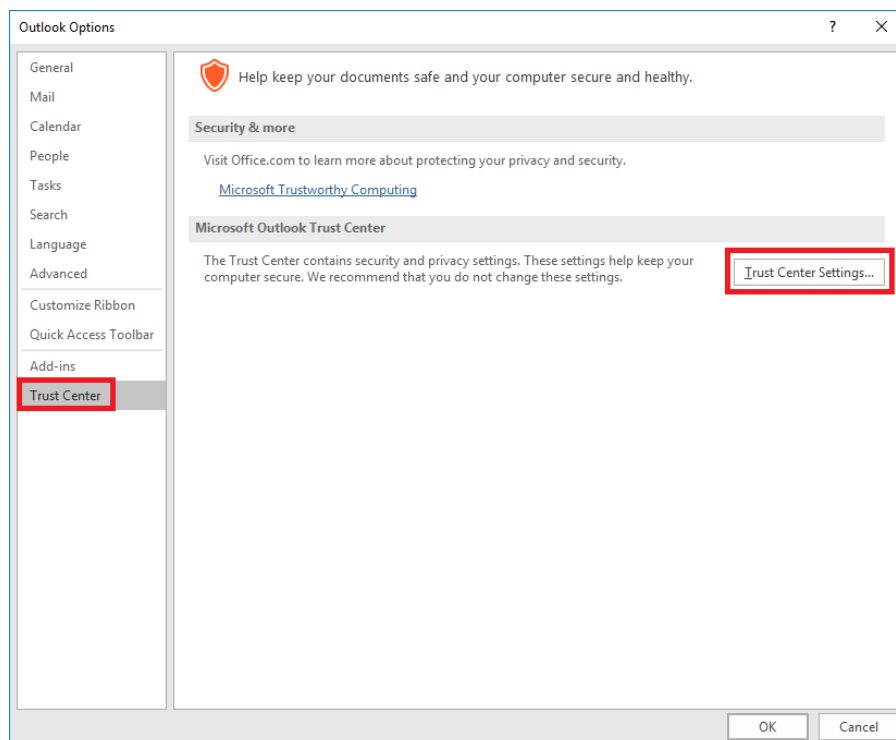 Outlook Options
?
General
Mail
Calendar
People
Tasks
Search
Language
Advanced
Customize Ribbon
Quick Access Toolbar
Add-ins
Trust Center
Help keep your documents safe and your computer secure and healthy.
Security & more
Visit Office.com to learn more about protecting your privacy and security.
Microsoft Trustworthy Computing
Microsoft Outlook Trust Center
The Trust Center contains security and privacy settings. These settings help keep your
computer secure. We recommend that you do not change these settings.
Trust Center Settings...
OK
Cancel